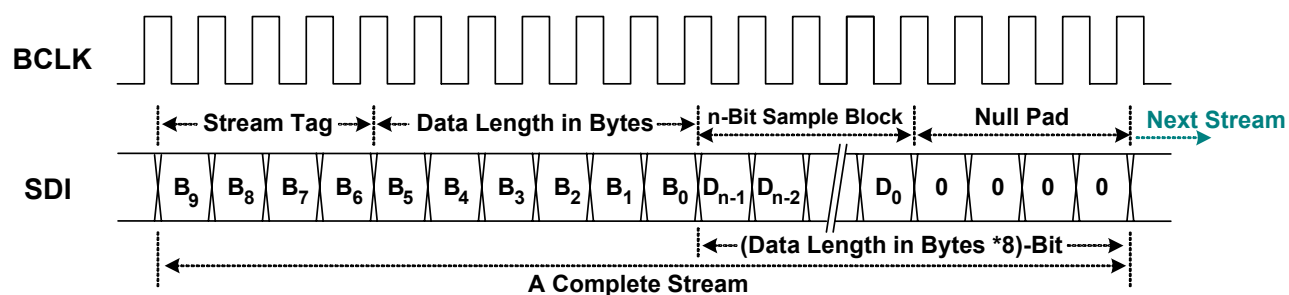 BCLK
Stream Tag Data Length in Bytes n-Bit Sample Block Null Pad Next Stream
SDI B9 B8 B7 B6 B5 B4 B3 B2 B1 B0 Dn-1 Dn-2 D0 0 0 0 0
(Data Length in Bytes *8)-Bit
A Complete Stream